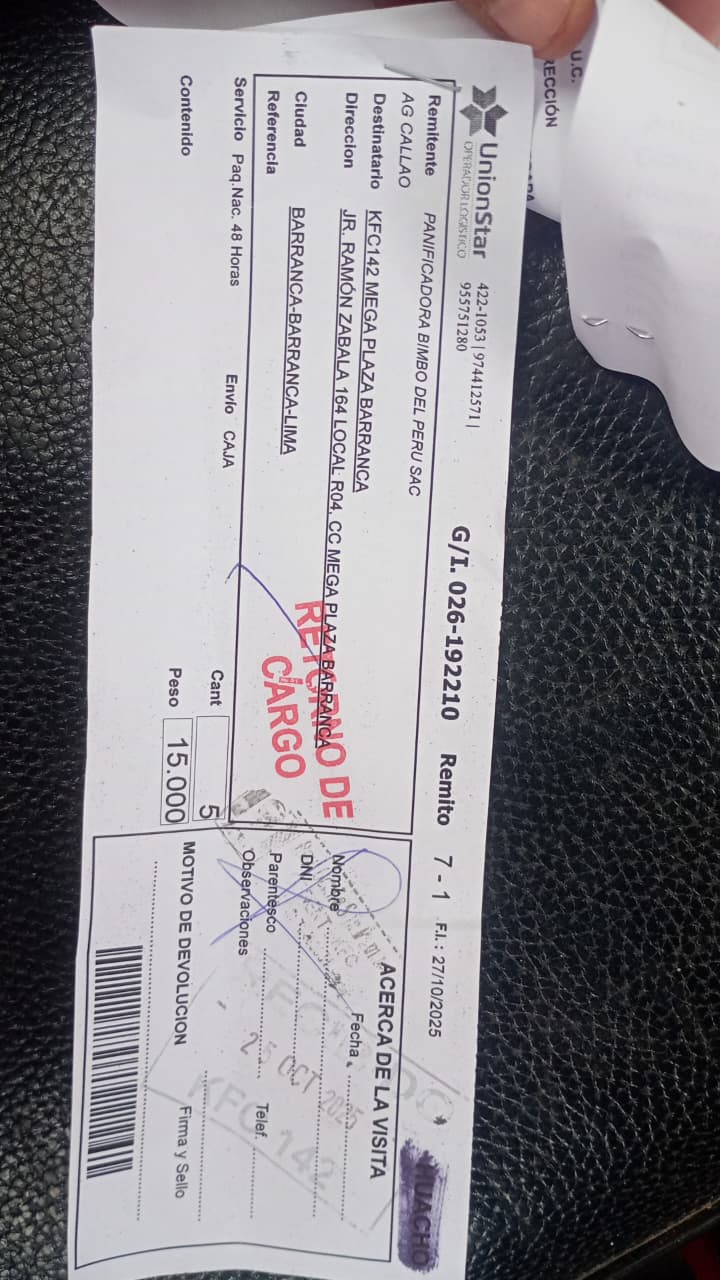 U.C.
RECCIÓN
UnionStar
OPERADOR LOGISTICO
422-1053 | 974412571 |
955751280
G/I. 026-192210 Remito 7 - 1 F.I.: 27/10/2025
HUACHO
Remitente PANIFICADORA BIMBO DEL PERU SAC
AG CALLAO
Destinatario KFC142 MEGA PLAZA BARRANCA
Direccion JR. RAMÓN ZABALA 164 LOCAL R04, CC MEGA PLAZA BARRANCA
Ciudad BARRANCA-BARRANCA-LIMA
Referencia
RETORNO DE
CARGO
Servicio Paq.Nac. 48 Horas Envio CAJA Cant 5
Contenido Peso 15.000
ACERCA DE LA VISITA
Fecha
Nombre
DNI
Parentesco Telef.
Observaciones
OCT 2025
KFC 142
MOTIVO DE DEVOLUCION Firma y Sello